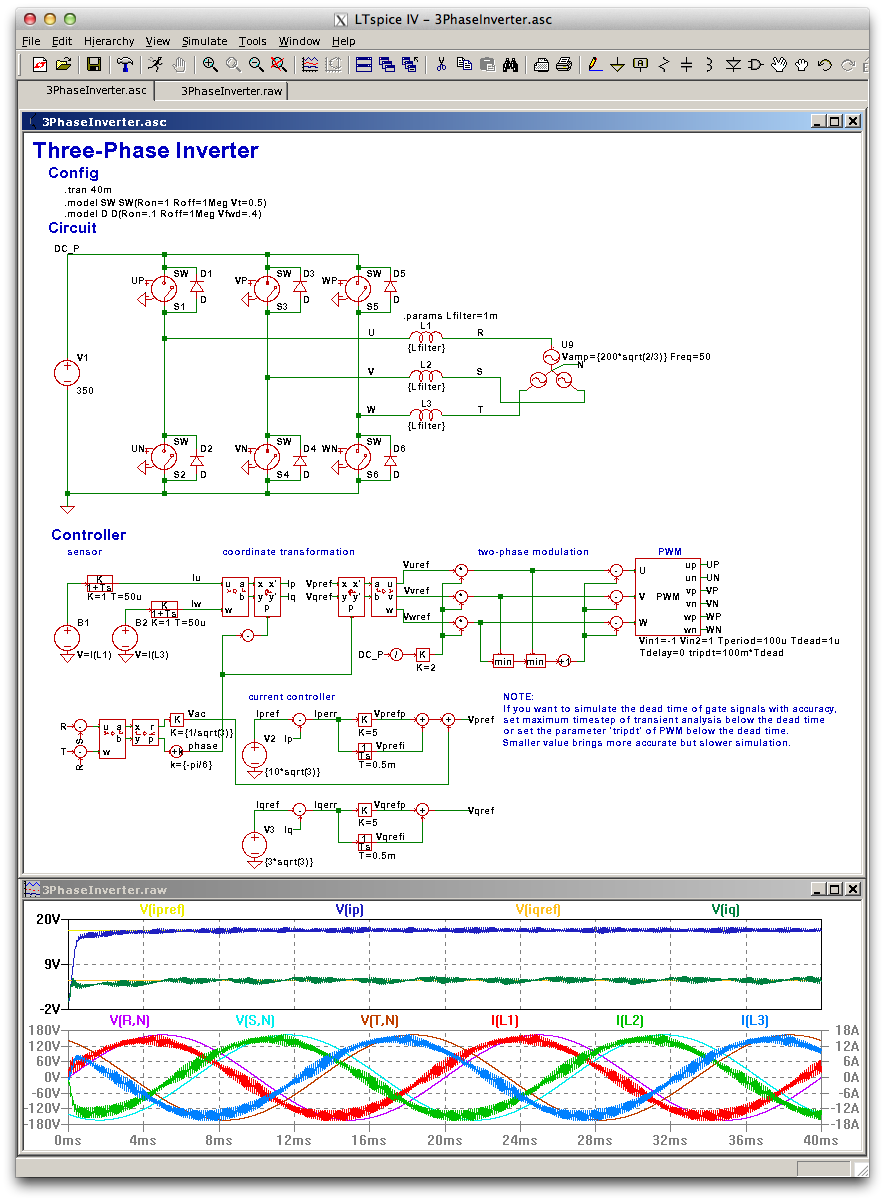 LTspice IV - 3PhaseInverter.asc
File Edit Hierarchy View Simulate Tools Window Help
3PhaseInverter.asc 3PhaseInverter.raw
3PhaseInverter.asc
Three-Phase Inverter
Config
.tran 40m
.model SW SW(Ron=1 Roff=1Meg Vt=0.5)
.model D D(Ron=.1 Roff=1Meg Vfwd=.4)
Circuit
DC_P
UP SW D1 VP SW D3 WP SW D5
D D D
S1 S3 S5
.params Lfilter=1m
U L1 R
{Lfilter}
U9
Vamp={200*sqrt(2/3)} Freq=50
N
V1
350
V L2 S
{Lfilter}
W L3 T
{Lfilter}
UN SW D2 VN SW D4 WN SW D6
D D D
S2 S4 S6
Controller
sensor coordinate transformation two-phase modulation PWM
K
1+Ts
K=1 T=50u
Iu
u a
v
w b
x x'
y y'
p
Ip
Iq
Vpref
Vqref
x x'
y y'
p
a u
b v
w
Vuref
Vvref
Vwref
* * *
- - -
U
V PWM
W
up UP
un UN
vp VP
vn VN
wp WP
wn WN
K
1+Ts
B1 B2 K=1 T=50u
Iw
V=I(L1) V=I(L3)
-
DC_P / K
K=2
min min +1
Vin1=-1 Vin2=1 Tperiod=100u Tdead=1u
Tdelay=0 tripdt=100m*Tdead
current controller
R -
S
T -
R
u a
v
w b
x r
y p
K Vac
K={1/sqrt(3)}
+k phase
k={-pi/6}
Ipref - Iperr K Vprefp + + Vpref
K=5
V2 Ip
1
Ts
Vprefi
T=0.5m
{10*sqrt(3)}
NOTE:
If you want to simulate the dead time of gate signals with accuracy,
set maximum timestep of transient analysis below the dead time
or set the parameter 'tripdt' of PWM below the dead time.
Smaller value brings more accurate but slower simulation.
Iqref - Iqerr K Vqrefp + Vqref
K=5
V3 Iq
1
Ts
Vqrefi
T=0.5m
{3*sqrt(3)}
3PhaseInverter.raw
V(ipref) V(ip) V(iqref) V(iq)
20V
9V
-2V
V(R,N) V(S,N) V(T,N) I(L1) I(L2) I(L3)
180V 18A
120V 12A
60V 6A
0V 0A
-60V -6A
-120V -12A
-180V -18A
0ms 4ms 8ms 12ms 16ms 20ms 24ms 28ms 32ms 36ms 40ms